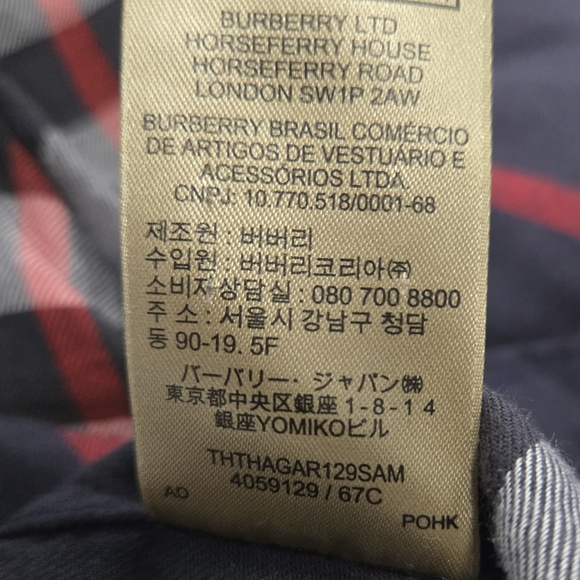 BURBERRY LTD
HORSEFERRY HOUSE
HORSEFERRY ROAD
LONDON SW1P 2AW
BURBERRY BRASIL COMÉRCIO
DE ARTIGOS DE VESTUÁRIO E
ACESSÓRIOS LTDA.
CNPJ: 10.770.518/0001-68
제조원 : 버버리
수입원 : 버버리코리아㈜
소비자상담실 : 080 700 8800
주 소 : 서울시 강남구 청담
동 90-19. 5F
バーバリー・ジャパン㈱
東京都中央区銀座 1-8-14
銀座YOMIKOビル
THTHAGAR129SAM
4059129 / 67C
AD
POHK